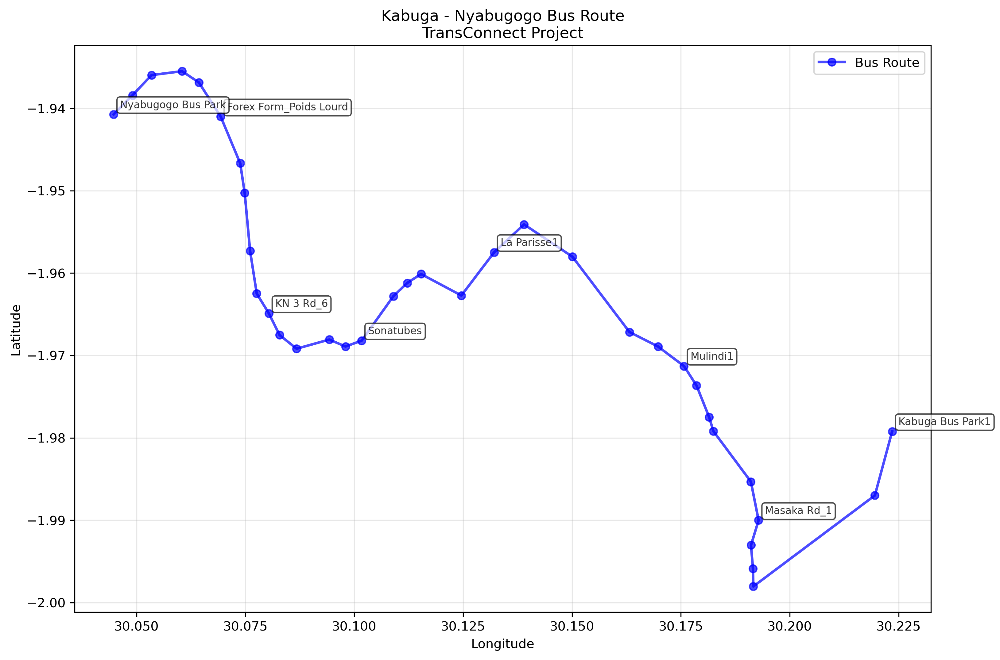 Kabuga - Nyabugogo Bus Route
TransConnect Project
Bus Route
Nyabugogo Bus Park
Forex Form_Poids Lourd
La Parisse1
KN 3 Rd_6
Sonatubes
Mulindi1
Kabuga Bus Park1
Masaka Rd_1
Latitude
−1.94
−1.95
−1.96
−1.97
−1.98
−1.99
−2.00
30.050 30.075 30.100 30.125 30.150 30.175 30.200 30.225
Longitude